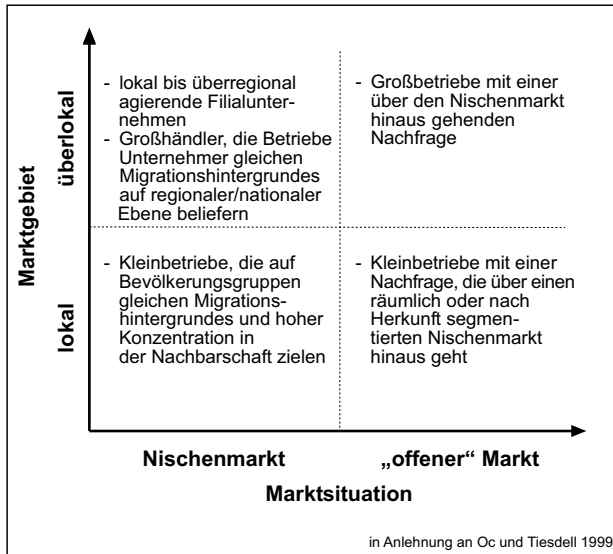 Marktgebiet
überlokal
- lokal bis überregional
agierende Filialunter-
nehmen
- Großhändler, die Betriebe
Unternehmer gleichen
Migrationshintergrundes
auf regionaler/nationaler
Ebene beliefern
- Großbetriebe mit einer
über den Nischenmarkt
hinaus gehenden
Nachfrage
lokal
- Kleinbetriebe, die auf
Bevölkerungsgruppen
gleichen Migrations-
hintergrundes und hoher
Konzentration in
der Nachbarschaft zielen
- Kleinbetriebe mit einer
Nachfrage, die über einen
räumlich oder nach
Herkunft segmen-
tierten Nischenmarkt
hinaus geht
Nischenmarkt
„offener“ Markt
Marktsituation
in Anlehnung an Oc und Tiesdell 1999